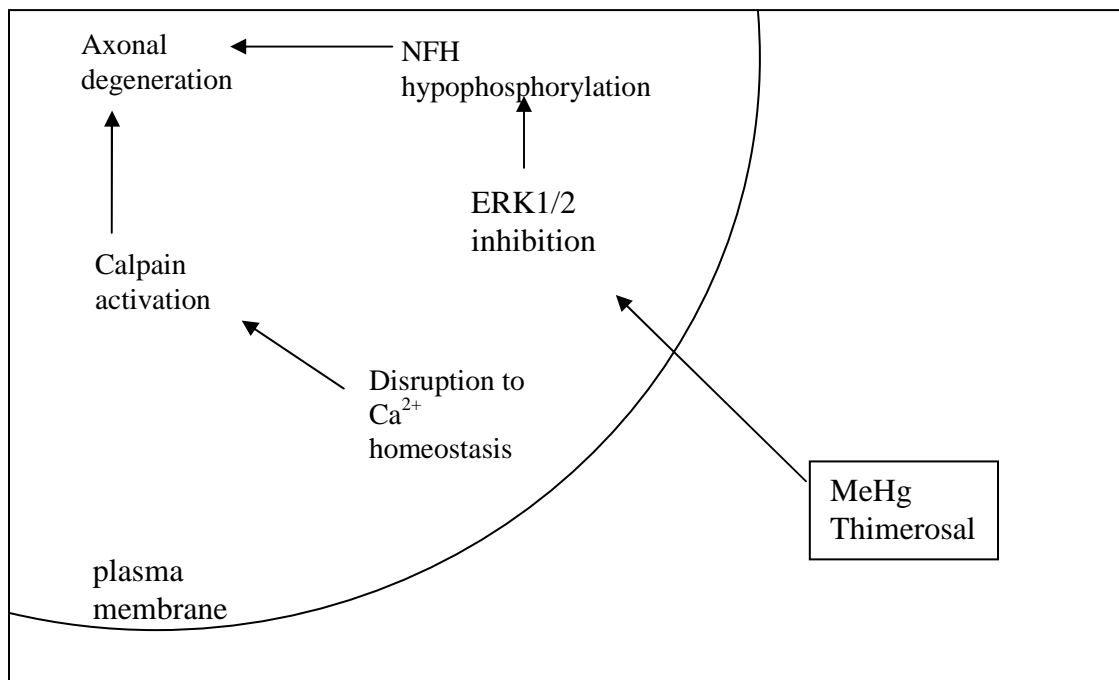 Axonal
degeneration
NFH
hypophosphorylation
ERK1/2
inhibition
Calpain
activation
Disruption to
Ca²⁺
homeostasis
MeHg
Thimerosal
plasma
membrane